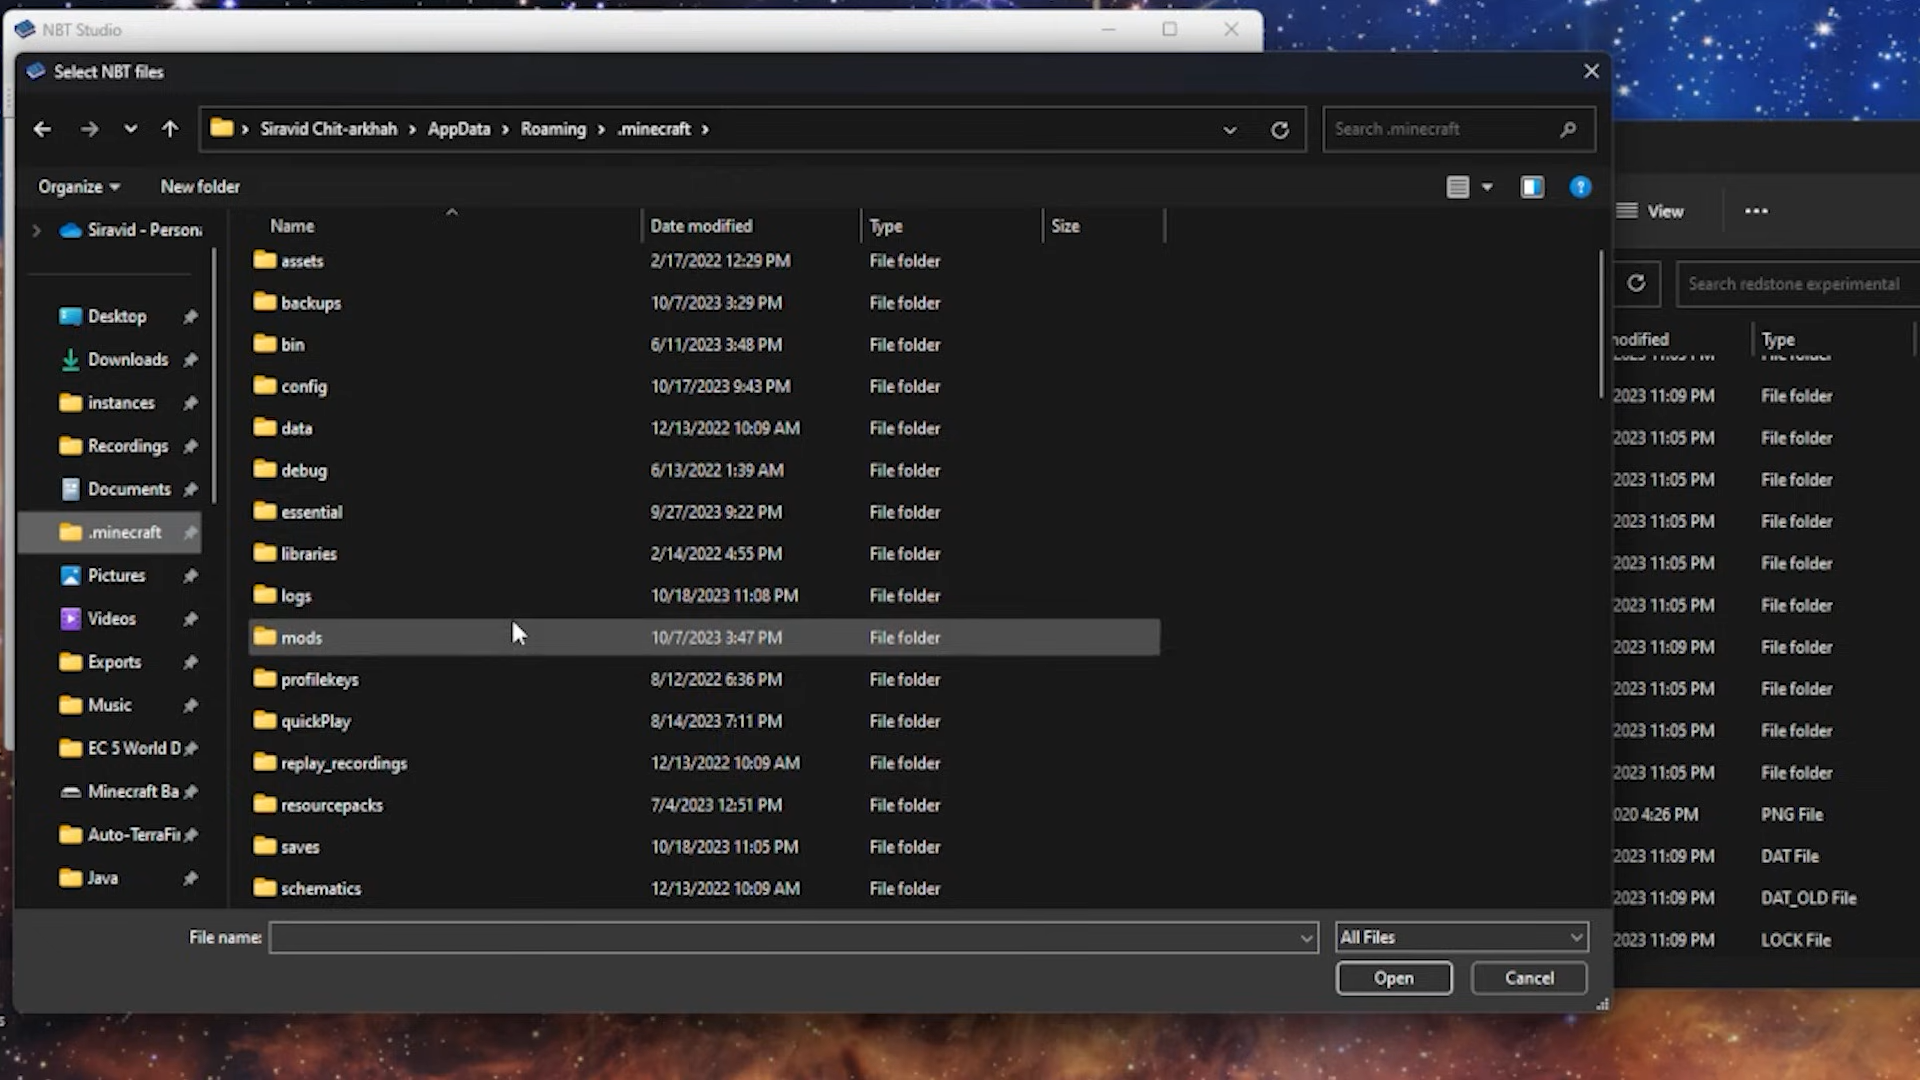 NBT Studio
Select NBT files
Siravid Chit-arkhah > AppData > Roaming > .minecraft >
Search .minecraft
Organize
New folder
View
Siravid - Persona
Name
Date modified
Type
Size
assets 2/17/2022 12:29 PM File folder
backups 10/7/2023 3:29 PM File folder
bin 6/11/2023 3:48 PM File folder
config 10/17/2023 9:43 PM File folder
data 12/13/2022 10:09 AM File folder
debug 6/13/2022 1:39 AM File folder
essential 9/27/2023 9:22 PM File folder
libraries 2/14/2022 4:55 PM File folder
logs 10/18/2023 11:08 PM File folder
mods 10/7/2023 3:47 PM File folder
profilekeys 8/12/2022 6:36 PM File folder
quickPlay 8/14/2023 7:11 PM File folder
replay_recordings 12/13/2022 10:09 AM File folder
resourcepacks 7/4/2023 12:51 PM File folder
saves 10/18/2023 11:05 PM File folder
schematics 12/13/2022 10:09 AM File folder
Desktop
Downloads
instances
Recordings
Documents
.minecraft
Pictures
Videos
Exports
Music
EC 5 World D
Minecraft Ba
Auto-TerraFi
Java
File name:
All Files
Open
Cancel
Search redstone experimental
odified
Type
2023 11:09 PM File folder
2023 11:05 PM File folder
2023 11:05 PM File folder
2023 11:05 PM File folder
2023 11:05 PM File folder
2023 11:05 PM File folder
2023 11:09 PM File folder
2023 11:05 PM File folder
2023 11:05 PM File folder
2023 11:05 PM File folder
020 4:26 PM PNG File
2023 11:09 PM DAT File
2023 11:09 PM DAT_OLD File
2023 11:09 PM LOCK File